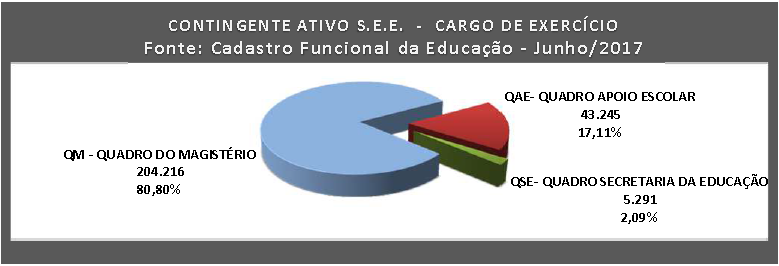 CONTINGENTE ATIVO S.E.E. - CARGO DE EXERCÍCIO
Fonte: Cadastro Funcional da Educação - Junho/2017
QAE- QUADRO APOIO ESCOLAR
43.245
17,11%
QM - QUADRO DO MAGISTÉRIO
204.216
80,80%
QSE- QUADRO SECRETARIA DA EDUCAÇÃO
5.291
2,09%